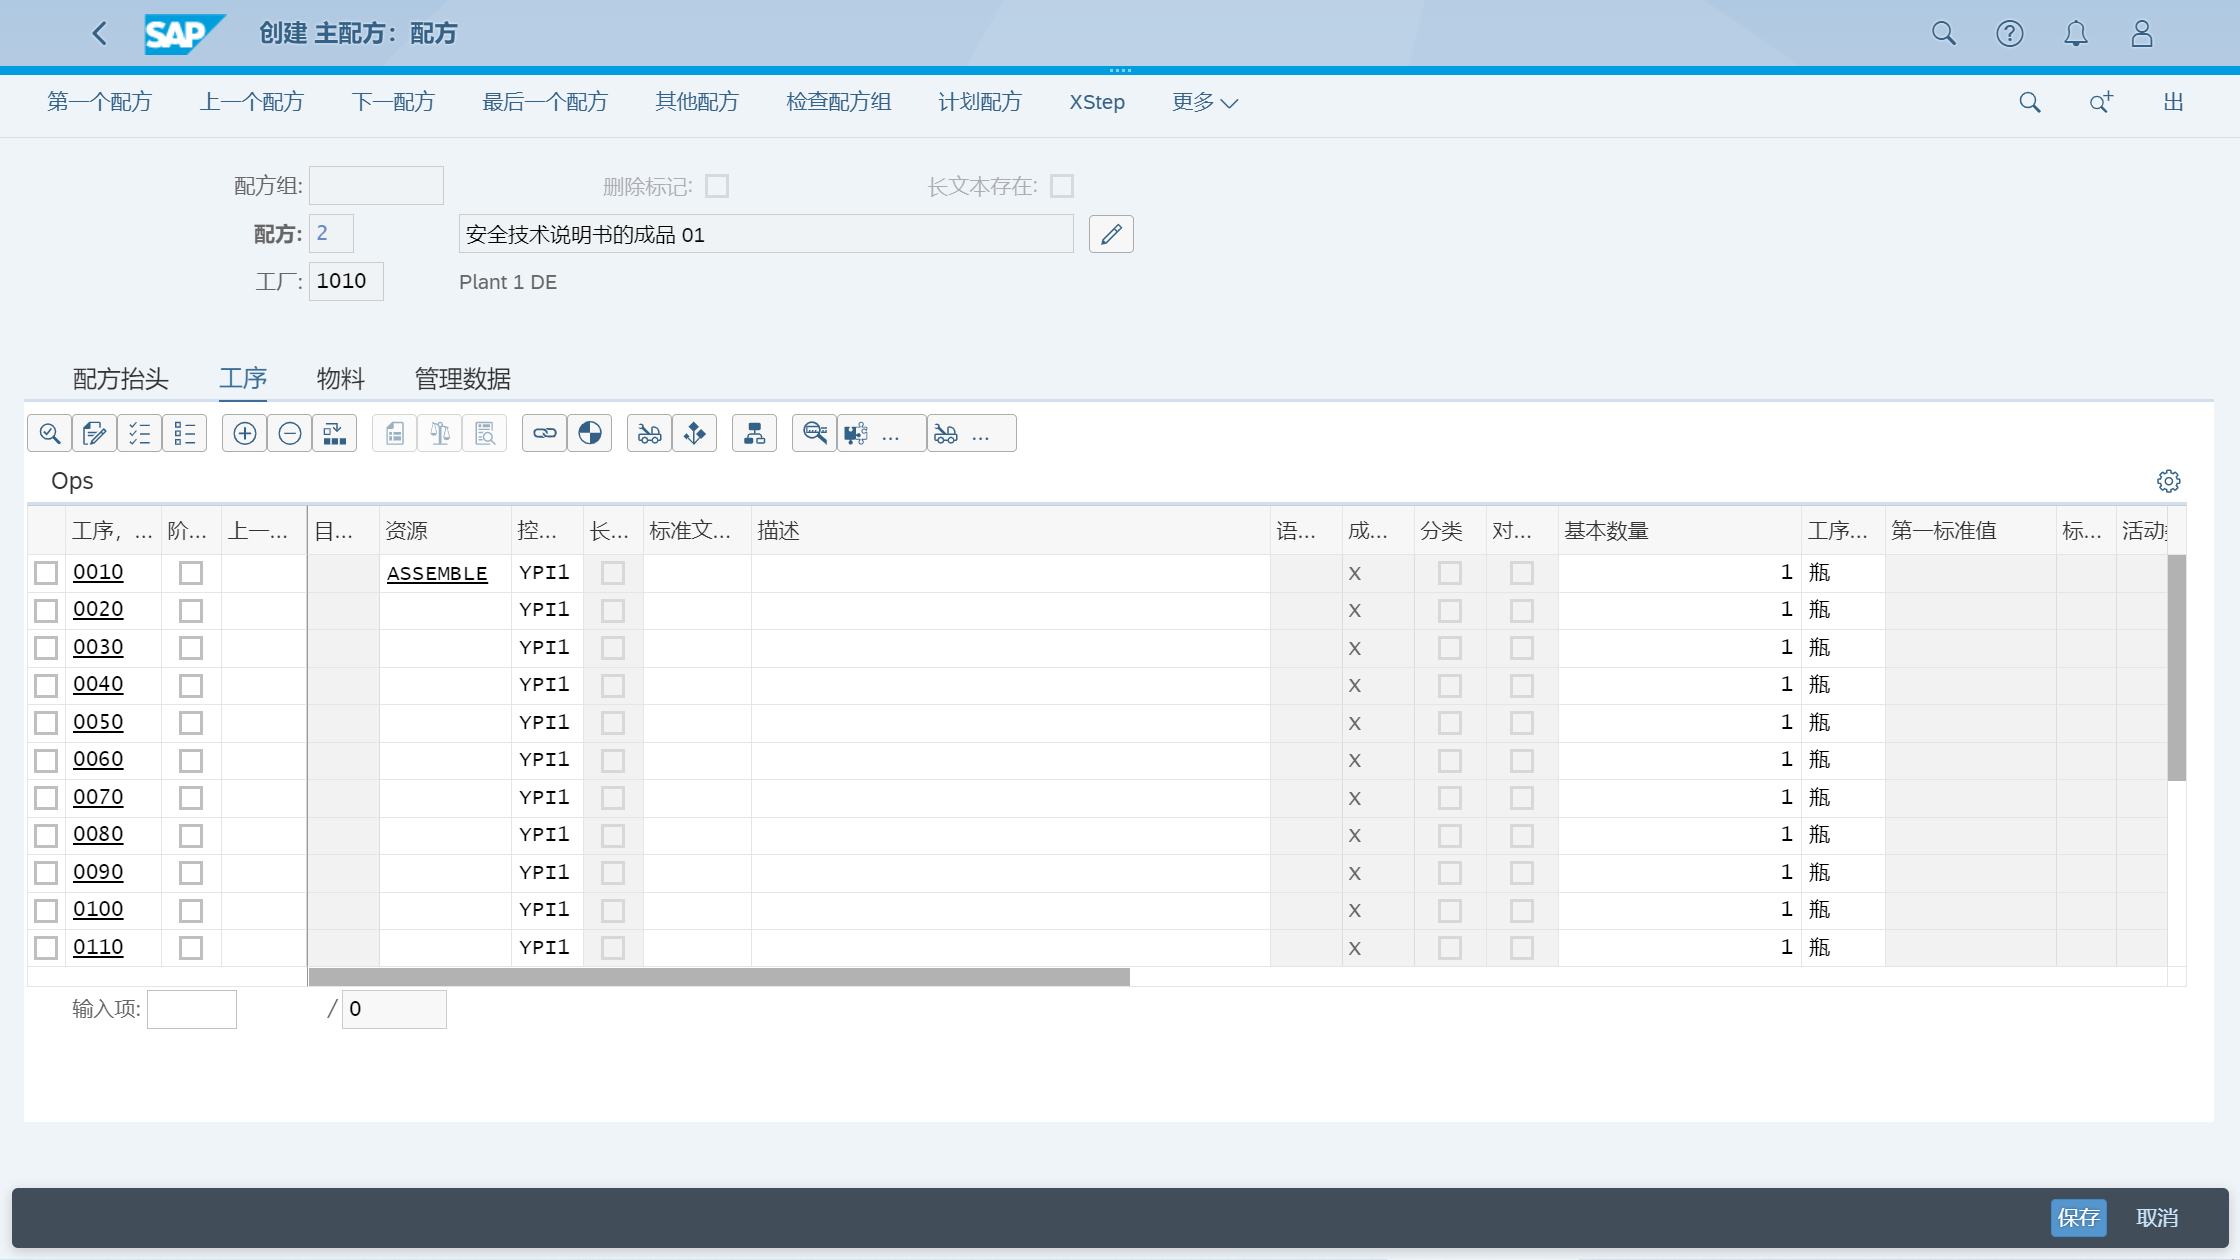 SAP 创建 主配方：配方
第一个配方 上一个配方 下一配方 最后一个配方 其他配方 检查配方组 计划配方 XStep 更多 出
配方组: 删除标记: 长文本存在:
配方: 2 安全技术说明书的成品 01
工厂: 1010 Plant 1 DE
配方抬头 工序 物料 管理数据
... ...
Ops
工序，... 阶... 上一... 目... 资源 控... 长... 标准文... 描述 语... 成... 分类 对... 基本数量 工序... 第一标准值 标... 活动
0010 ASSEMBLE YPI1 X 1 瓶
0020 YPI1 X 1 瓶
0030 YPI1 X 1 瓶
0040 YPI1 X 1 瓶
0050 YPI1 X 1 瓶
0060 YPI1 X 1 瓶
0070 YPI1 X 1 瓶
0080 YPI1 X 1 瓶
0090 YPI1 X 1 瓶
0100 YPI1 X 1 瓶
0110 YPI1 X 1 瓶
输入项: / 0
保存 取消